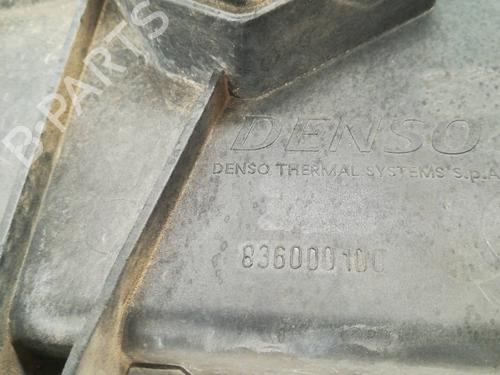 B-PARTS
DENSO
DENSO THERMAL SYSTEMS S.p.A
836000100